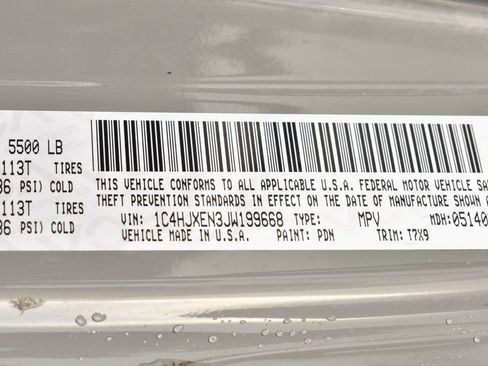 5500 LB
113T TIRES
36 PSI) COLD
113T TIRES
36 PSI) COLD
THIS VEHICLE CONFORMS TO ALL APPLICABLE U.S.A. FEDERAL MOTOR VEHICLE
THEFT PREVENTION STANDARDS IN EFFECT ON THE DATE OF MANUFACTURE SHOWN
VIN: 1C4HJXEN3JW199668 TYPE: MPV MDH: 05140
VEHICLE MADE IN U.S.A. PAINT: PDN TRIM: T7X9